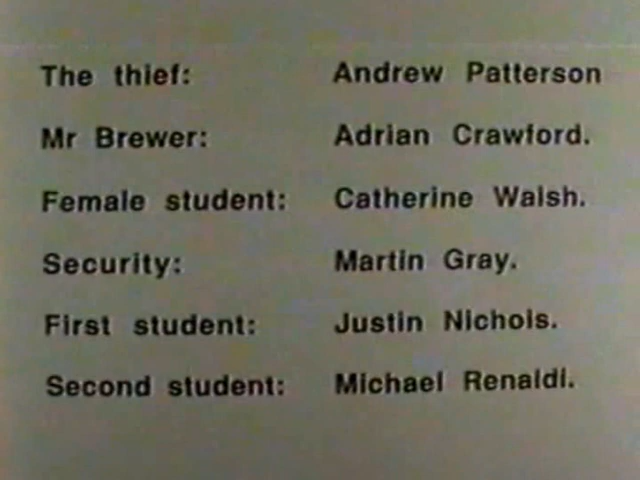 The thief: Andrew Patterson
Mr Brewer: Adrian Crawford.
Female student: Catherine Walsh.
Security: Martin Gray.
First student: Justin Nichols.
Second student: Michael Renaldi.